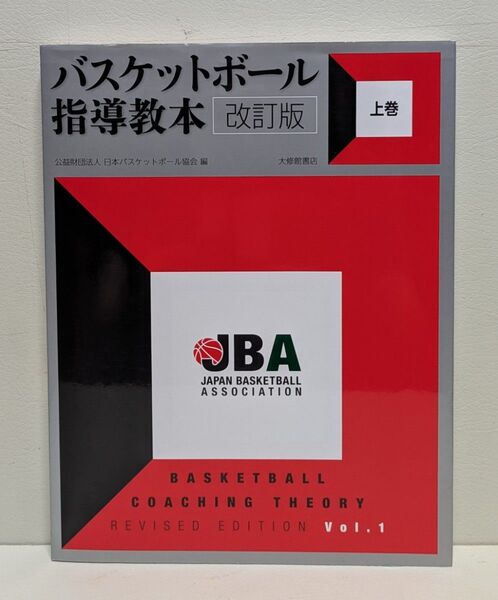 バスケットボール
指導教本 改訂版
上巻
公益財団法人 日本バスケットボール協会 編
大修館書店
JBA
JAPAN BASKETBALL
ASSOCIATION
BASKETBALL
COACHING THEORY
REVISED EDITION Vol.1